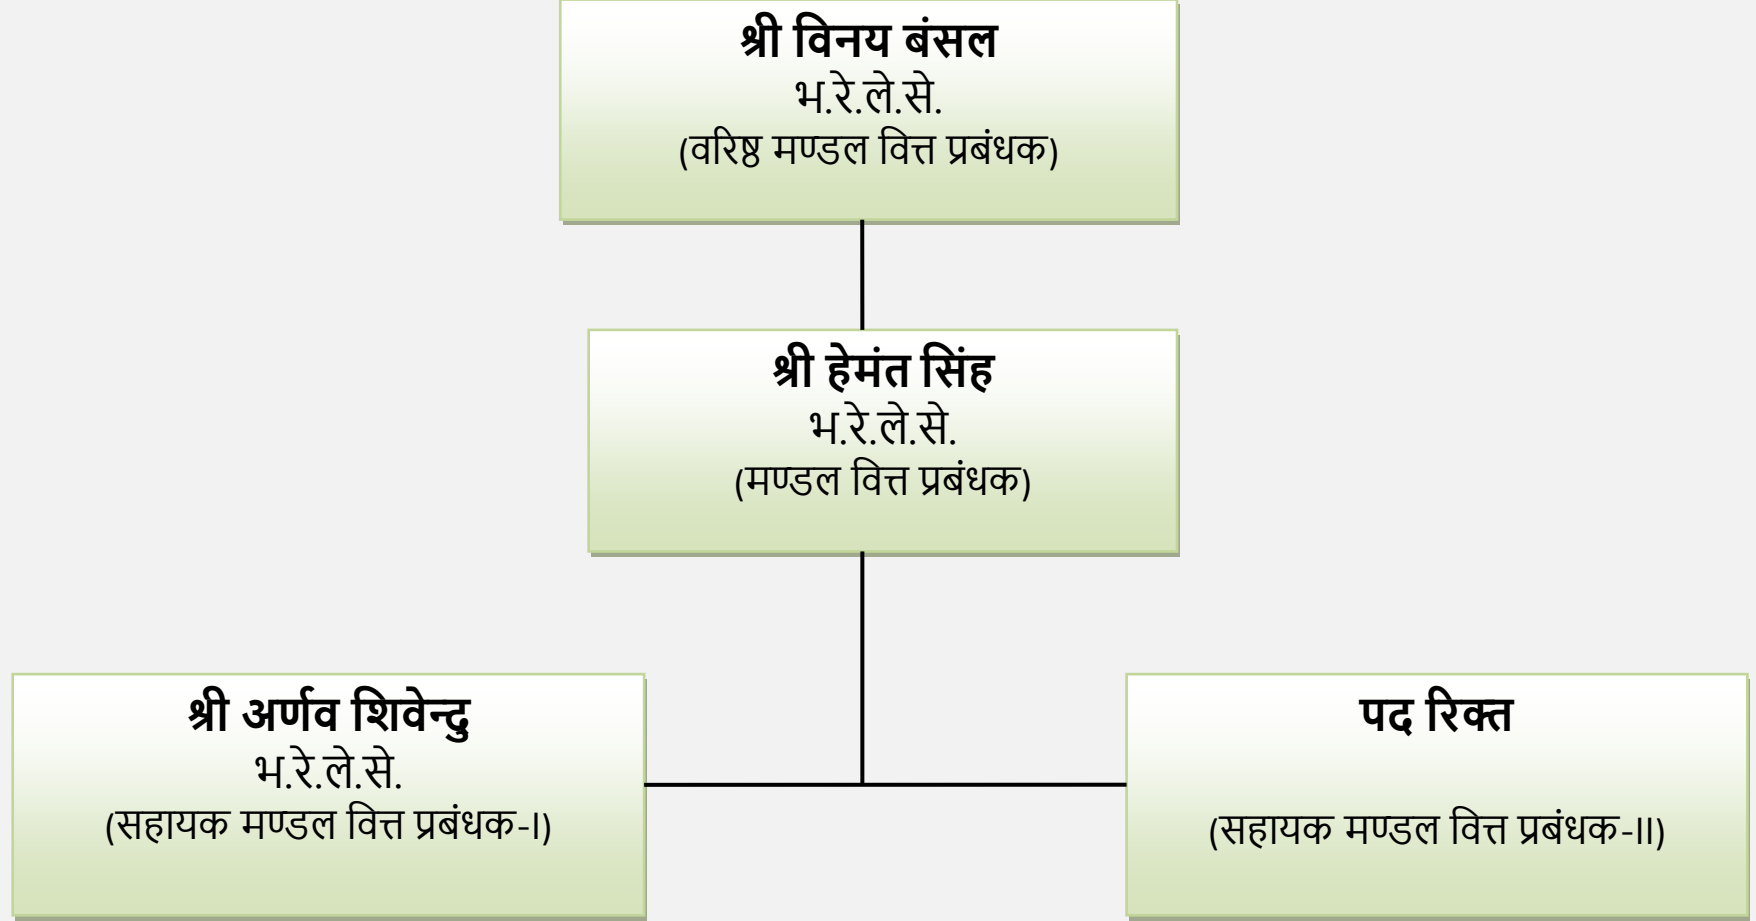 श्री विनय बंसल
भ.रे.ले.से.
(वरिष्ठ मण्डल वित्त प्रबंधक)
श्री हेमंत सिंह
भ.रे.ले.से.
(मण्डल वित्त प्रबंधक)
श्री अर्णव शिवेन्दु
भ.रे.ले.से.
(सहायक मण्डल वित्त प्रबंधक-I)
पद रिक्त
(सहायक मण्डल वित्त प्रबंधक-II)